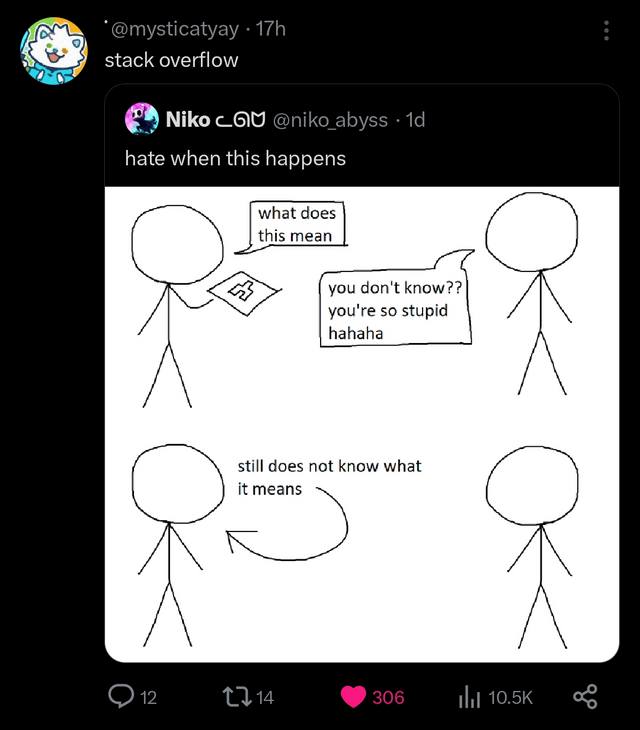 @mysticatyay · 17h
stack overflow
Niko ᓚᘏᗢ @niko_abyss · 1d
hate when this happens
what does
this mean
you don't know??
you're so stupid
hahaha
still does not know what
it means
12
14
306
10.5K